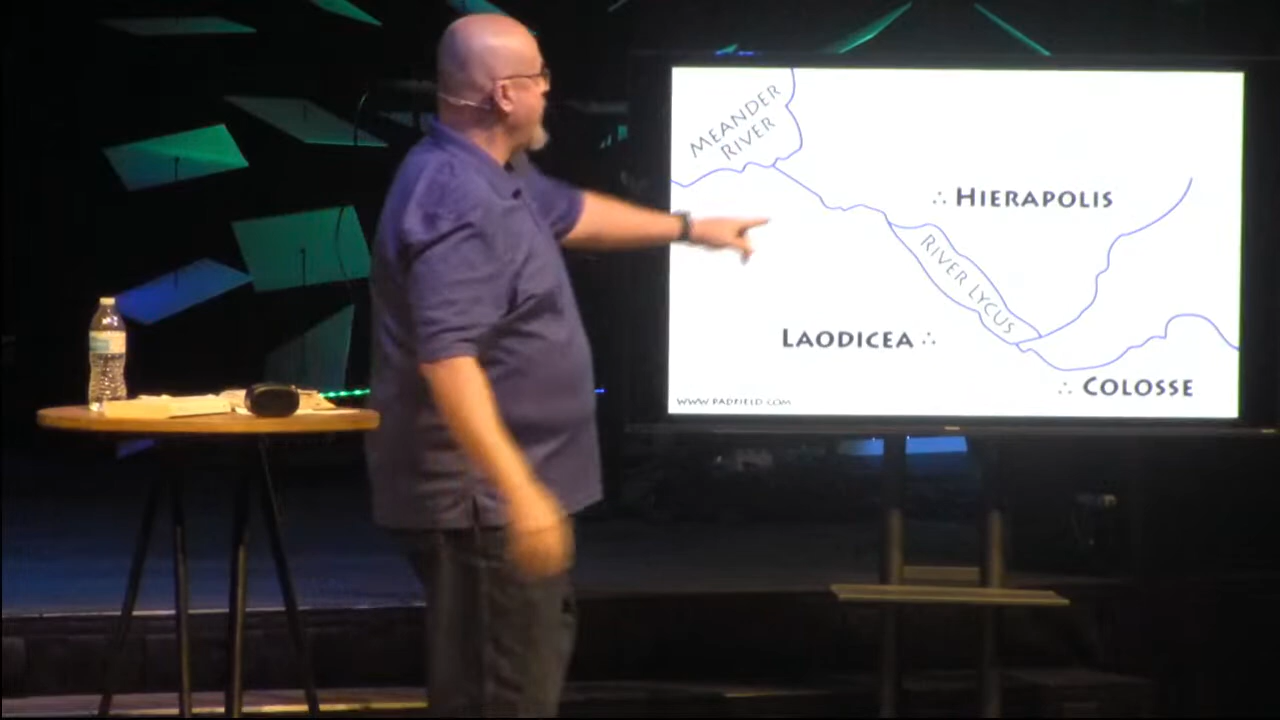 MEANDER
RIVER
HIERAPOLIS
RIVER LYCUS
LAODICEA
COLOSSE
WWW.PADFIELD.COM